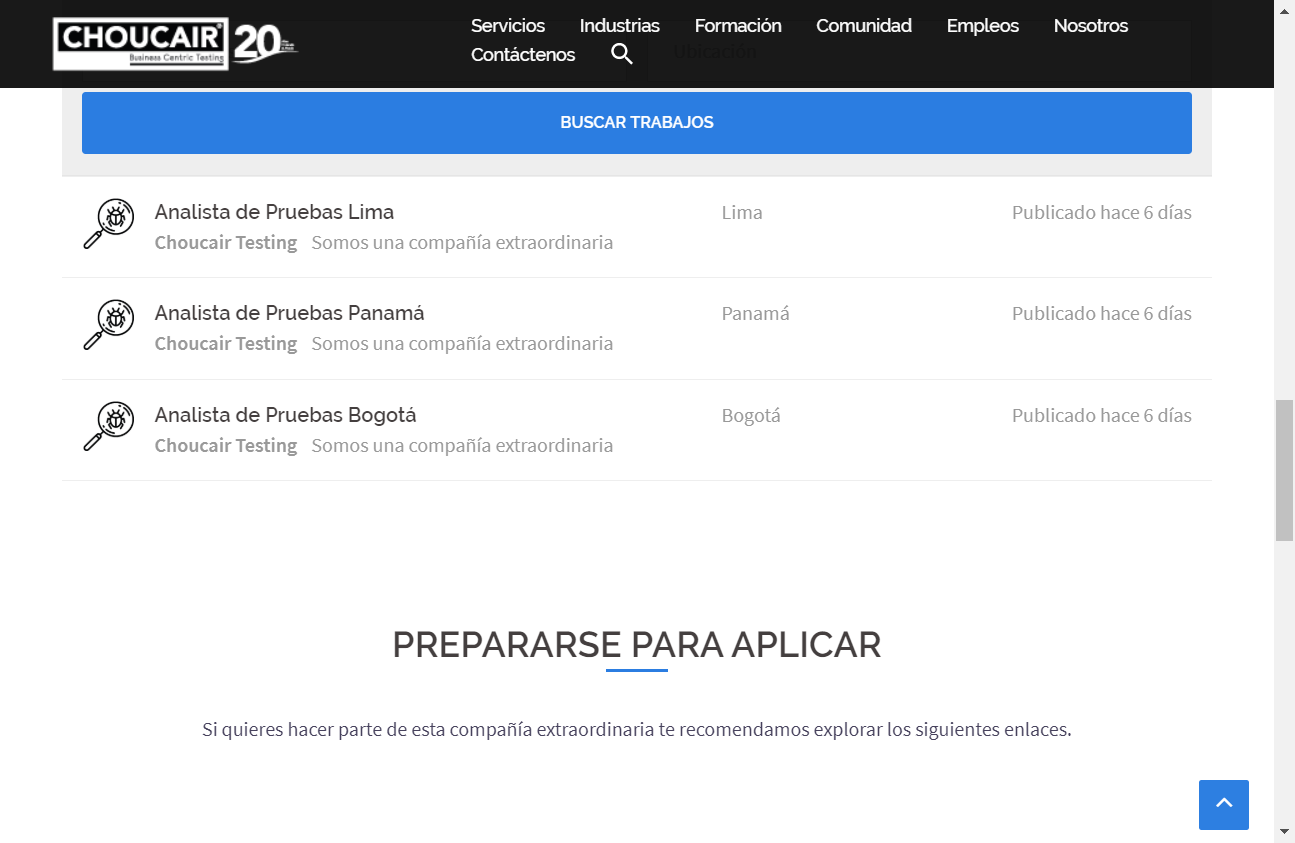 CHOUCAIR
Business Centric Testing
20
Servicios Industrias Formación Comunidad Empleos Nosotros
Contáctenos
Ubicación
BUSCAR TRABAJOS
Analista de Pruebas Lima Lima Publicado hace 6 días
Choucair Testing Somos una compañía extraordinaria
Analista de Pruebas Panamá Panamá Publicado hace 6 días
Choucair Testing Somos una compañía extraordinaria
Analista de Pruebas Bogotá Bogotá Publicado hace 6 días
Choucair Testing Somos una compañía extraordinaria
PREPARARSE PARA APLICAR
Si quieres hacer parte de esta compañía extraordinaria te recomendamos explorar los siguientes enlaces.